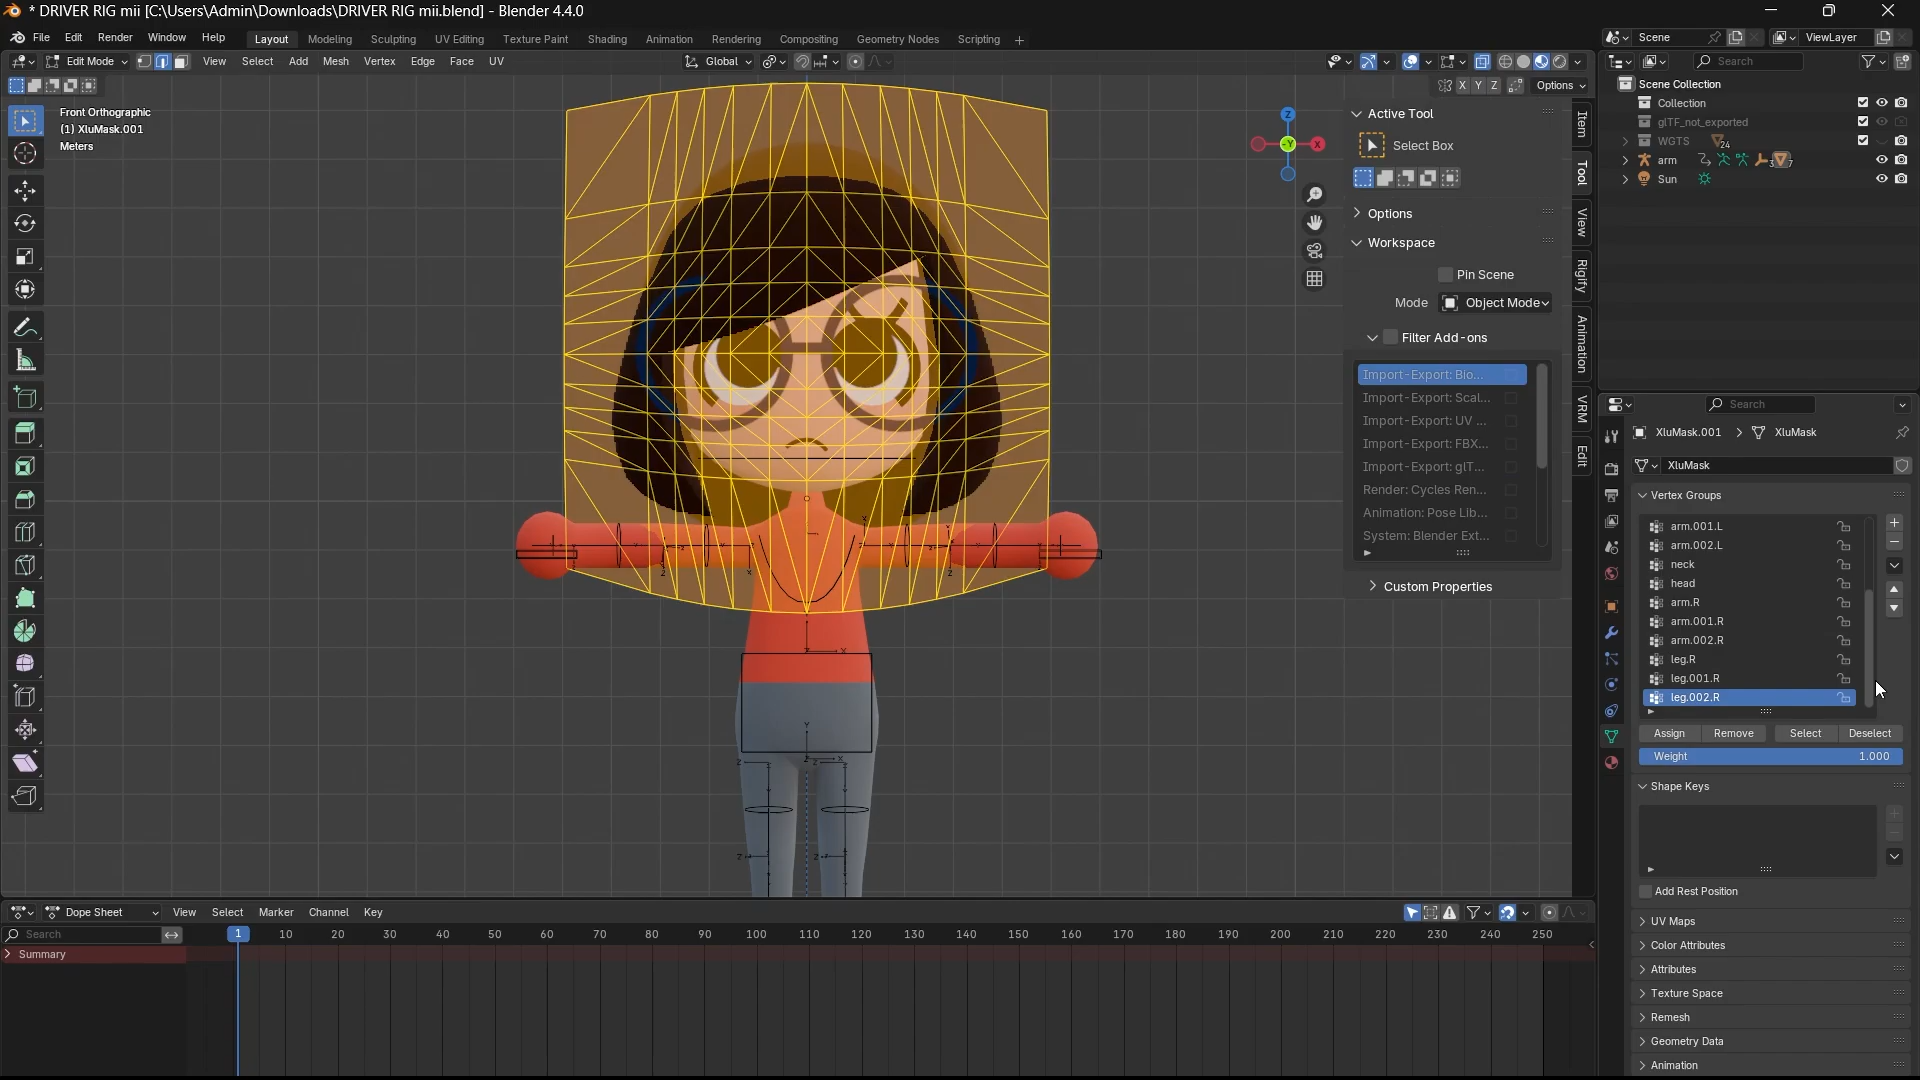 * DRIVER RIG mii [C:\Users\Admin\Downloads\DRIVER RIG mii.blend] - Blender 4.4.0
File Edit Render Window Help Layout Modeling Sculpting UV Editing Texture Paint Shading Animation Rendering Compositing Geometry Nodes Scripting + Scene ViewLayer
Edit Mode View Select Add Mesh Vertex Edge Face UV Global Search
X Y Z Options
Front Orthographic
(1) XluMask.001
Meters
Z
-Y X
Active Tool
Select Box
Options
Workspace
Pin Scene
Mode Object Mode
Filter Add-ons
Import-Export: Bio...
Import-Export: Scal...
Import-Export: UV ...
Import-Export: FBX...
Import-Export: glT...
Render: Cycles Ren...
Animation: Pose Lib...
System: Blender Ext...
Custom Properties
Item
Tool
View
Rigify
Animation
VRM
Edit
Scene Collection
Collection
glTF_not_exported
WGTS 24
arm 3 7
Sun
Search
XluMask.001 > XluMask
XluMask
Vertex Groups
arm.001.L
arm.002.L
neck
head
arm.R
arm.001.R
arm.002.R
leg.R
leg.001.R
leg.002.R
Assign Remove Select Deselect
Weight 1.000
Shape Keys
Add Rest Position
UV Maps
Color Attributes
Attributes
Texture Space
Remesh
Geometry Data
Animation
Dope Sheet View Select Marker Channel Key
Search 1 10 20 30 40 50 60 70 80 90 100 110 120 130 140 150 160 170 180 190 200 210 220 230 240 250
Summary